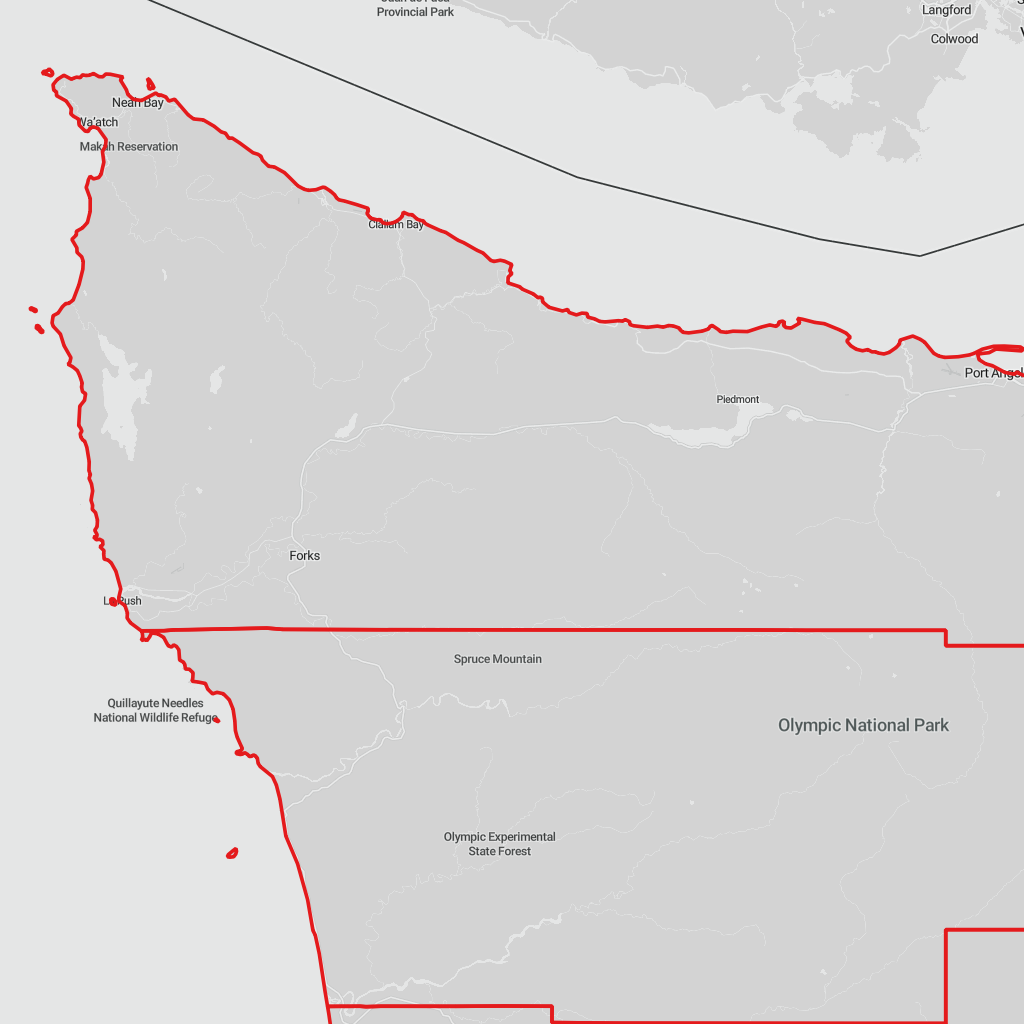 Provincial Park
Langford
Colwood
Neah Bay
Wa'atch
Makah Reservation
Clallam Bay
Port Angel
Piedmont
Forks
La Push
Spruce Mountain
Quillayute Needles
National Wildlife Refuge
Olympic National Park
Olympic Experimental
State Forest